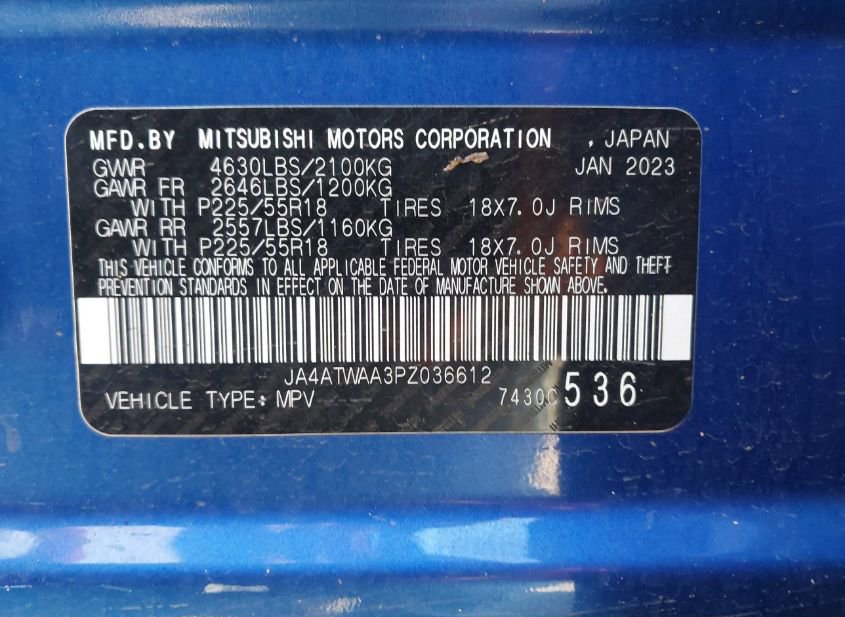 MFD.BY MITSUBISHI MOTORS CORPORATION , JAPAN
GVWR 4630LBS/2100KG JAN 2023
GAWR FR 2646LBS/1200KG
WITH P225/55R18 TIRES 18X7.0J RIMS
GAWR RR 2557LBS/1160KG
WITH P225/55R18 TIRES 18X7.0J RIMS
THIS VEHICLE CONFORMS TO ALL APPLICABLE FEDERAL MOTOR VEHICLE SAFETY AND THEFT
PREVENTION STANDARDS IN EFFECT ON THE DATE OF MANUFACTURE SHOWN ABOVE.
JA4ATWAA3PZ036612
VEHICLE TYPE: MPV 7430C 536